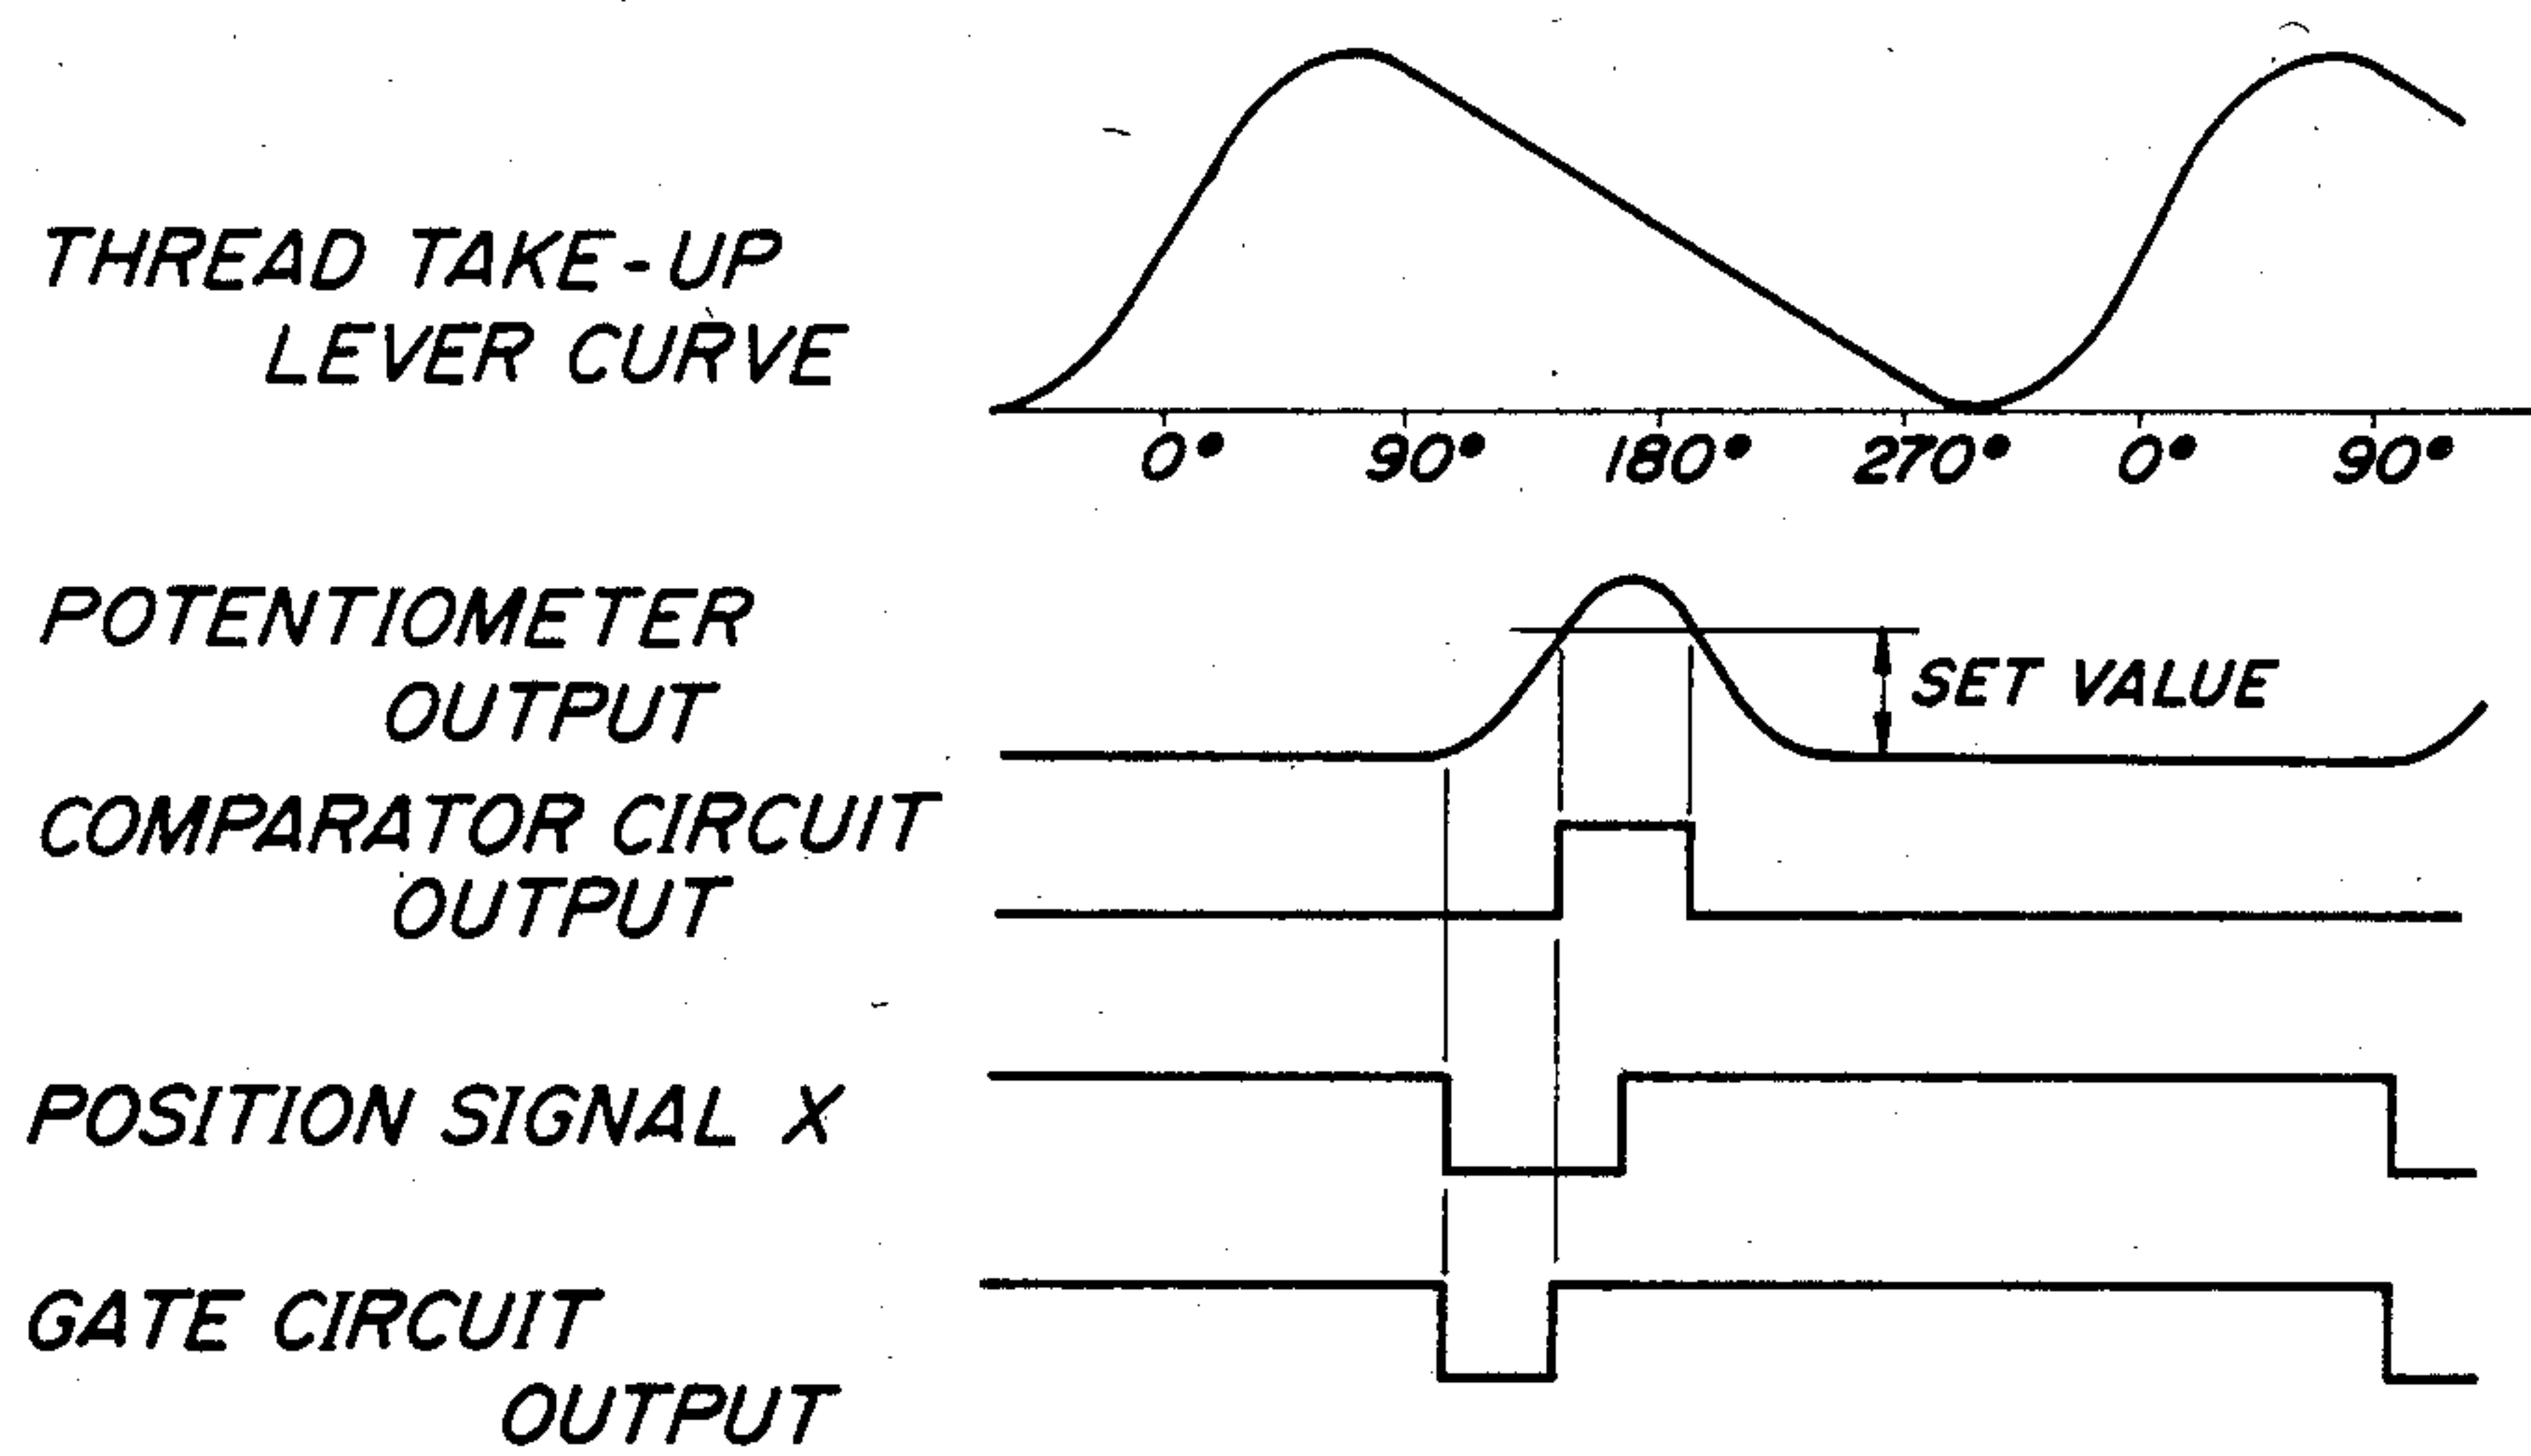 THREAD TAKE-UP
LEVER CURVE
0° 90° 180° 270° 0° 90°
POTENTIOMETER
OUTPUT
SET VALUE
COMPARATOR CIRCUIT
OUTPUT
POSITION SIGNAL X
GATE CIRCUIT
OUTPUT